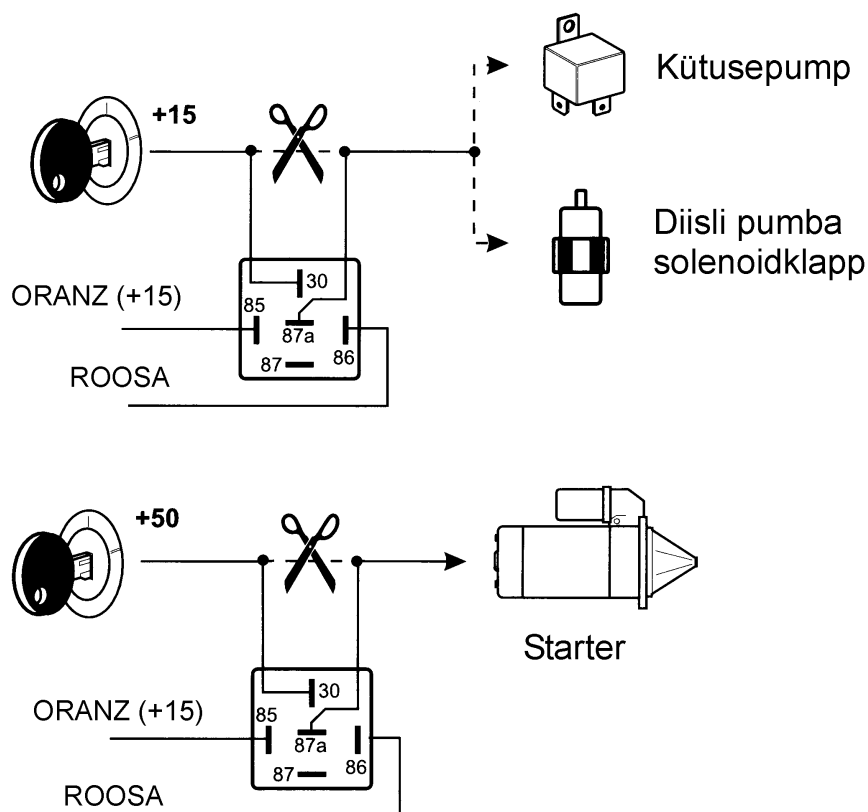 +15
Kütusepump
Diisli pumba
solenoidklapp
30
ORANZ (+15)
85
87a
86
87
ROOSA
+50
Starter
30
ORANZ (+15)
85
87a
86
87
ROOSA